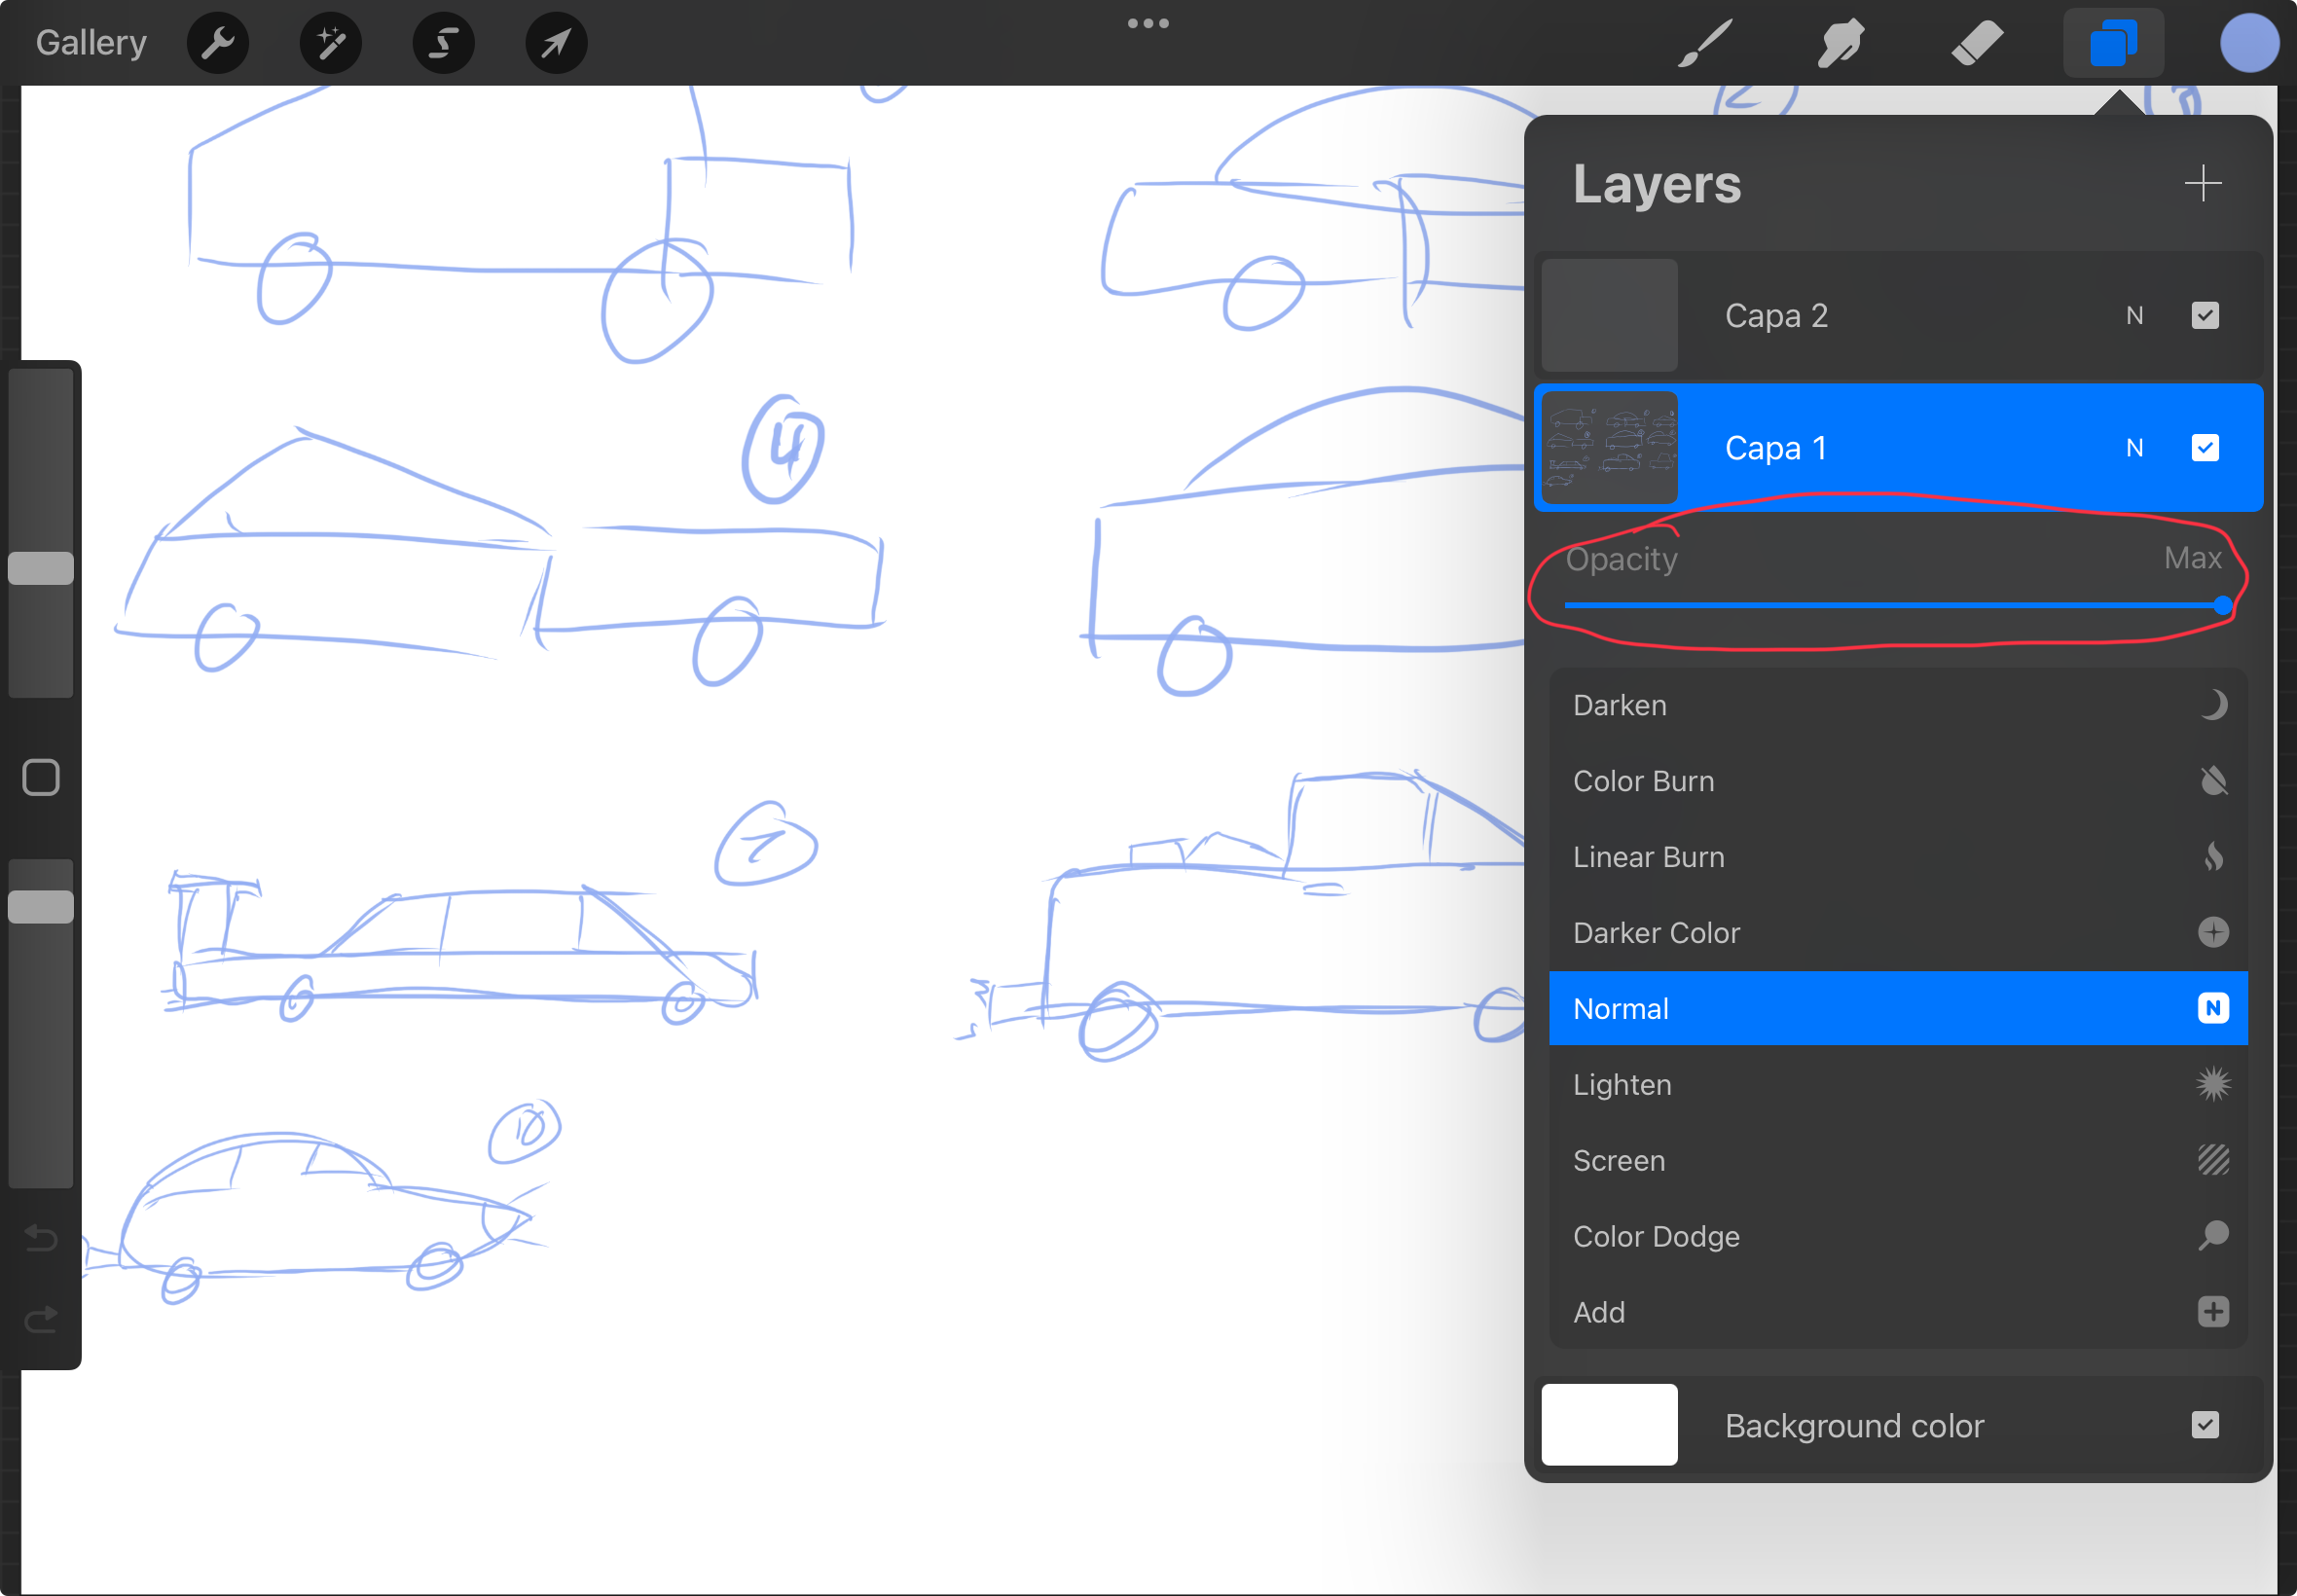 Gallery
Layers
Capa 2 N
Capa 1 N
Opacity Max
Darken
Color Burn
Linear Burn
Darker Color
Normal N
Lighten
Screen
Color Dodge
Add
Background color
4
7
10